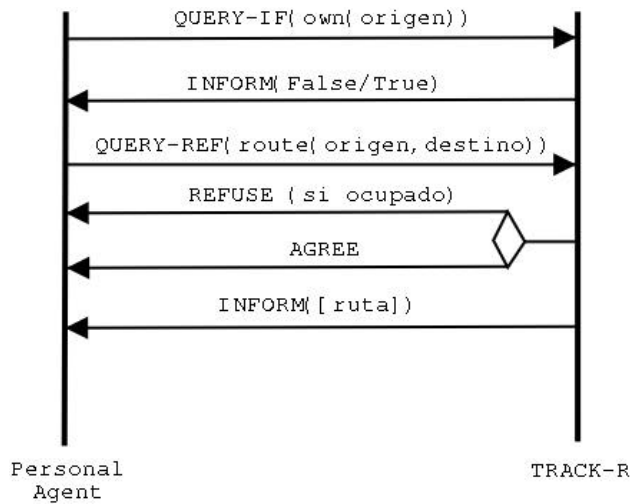 QUERY-IF(own(origen))
INFORM(False/True)
QUERY-REF(route(origen,destino))
REFUSE (si ocupado)
AGREE
INFORM([ruta])
Personal
Agent
TRACK-R